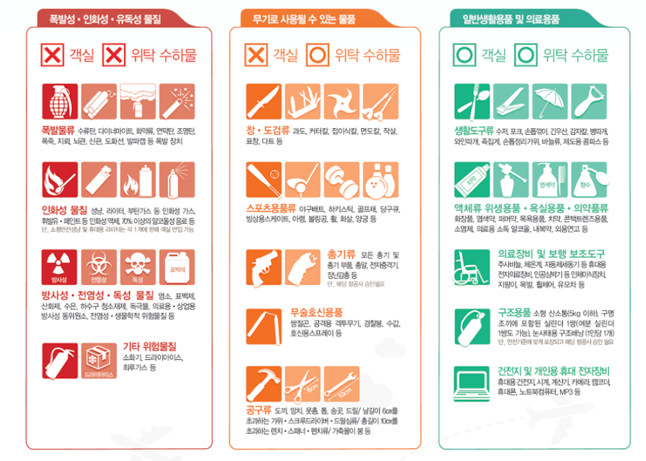 폭발성 · 인화성 · 유독성 물질
객실 위탁 수하물
폭발물류 수류탄, 다이너마이트, 화약류, 연막탄, 조명탄,
폭죽, 지뢰, 뇌관, 신관, 도화선, 발파캡 등 폭발 장치
인화성 물질 성냥, 라이터, 부탄가스 등 인화성 가스,
휘발유 · 페인트 등 인화성 액체, 70% 이상의 알코올성 음료 등
단, 소형안전성냥 및 휴대용 라이터는 각 1개에 한해 객실 반입 가능
방사성 전염성 독성 표백제
방사성 · 전염성 · 독성 물질 염소, 표백제,
산화제, 수은, 하수구 청소제재, 독극물, 의료용 · 상업용
방사성 동위원소, 전염성 · 생물학적 위험물질 등
드라이아이스
기타 위험물질
소화기, 드라이아이스,
최루가스 등
무기로 사용될 수 있는 물품
객실 위탁 수하물
창 · 도검류 과도, 커터칼, 접이식칼, 면도칼, 작살,
표창, 다트 등
스포츠용품류 야구배트, 하키스틱, 골프채, 당구큐,
빙상용스케이트, 아령, 볼링공, 활, 화살, 양궁 등
총기류 모든 총기 및
총기 부품, 총알, 전자충격기,
장난감총 등
단, 해당 항공사 승인필요
무술호신용품
쌍절곤, 공격용 격투무기, 경찰봉, 수갑,
호신용스프레이 등
6cm 10cm
공구류 도끼, 망치, 못총, 톱, 송곳, 드릴/ 날길이 6cm를
초과하는 가위 · 스크루드라이버 · 드릴심류/ 총길이 10cm를
초과하는 렌치 · 스패너 · 펜치류/ 가축몰이 봉 등
일반생활용품 및 의료용품
객실 위탁 수하물
생활도구류 수저, 포크, 손톱깎이, 긴우산, 감자칼, 병따개,
와인따개, 족집게, 손톱정리가위, 바늘류, 제도용 콤파스 등
치약 염색약 향수
액체류 위생용품 · 욕실용품 · 의약품류
화장품, 염색약, 파마약, 목욕용품, 치약, 콘택트렌즈용품,
소염제, 의료용 소독 알코올, 내복약, 외용연고 등
의료장비 및 보행 보조도구
주사바늘, 체온계, 자동제세동기 등 휴대용
전자의료장비, 인공심박기 등 인체이식장치,
지팡이, 목발, 휠체어, 유모차 등
구조용품 소형 산소통(5kg 이하), 구명
조끼에 포함된 실린더 1쌍(여분 실린더
1쌍도 가능), 눈사태용 구조배낭 (1인당 1개)
단, 안전기준에 맞게 포장되고 해당 항공사 승인 필요
건전지 및 개인용 휴대 전자장비
휴대용 건전지, 시계, 계산기, 카메라, 캠코더,
휴대폰, 노트북컴퓨터, MP3 등